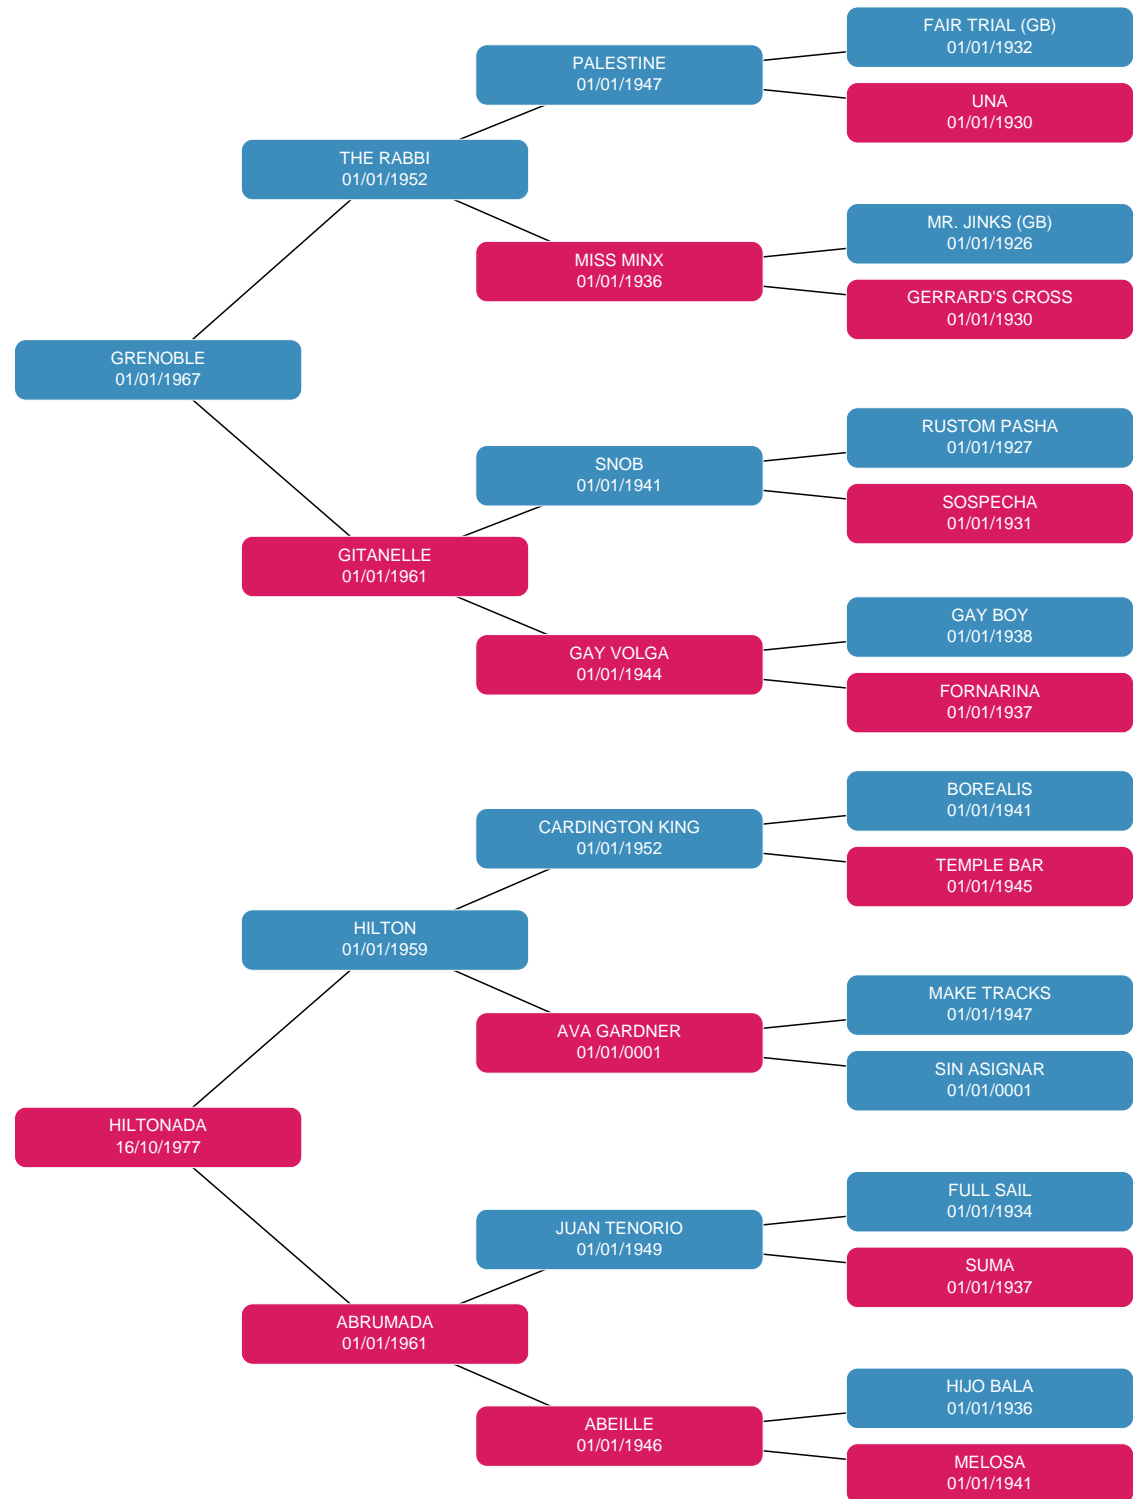 FAIR TRIAL (GB)
01/01/1932
PALESTINE
01/01/1947
UNA
01/01/1930
THE RABBI
01/01/1952
MR. JINKS (GB)
01/01/1926
MISS MINX
01/01/1936
GERRARD'S CROSS
01/01/1930
GRENOBLE
01/01/1967
RUSTOM PASHA
01/01/1927
SNOB
01/01/1941
SOSPECHA
01/01/1931
GITANELLE
01/01/1961
GAY BOY
01/01/1938
GAY VOLGA
01/01/1944
FORNARINA
01/01/1937
BOREALIS
01/01/1941
CARDINGTON KING
01/01/1952
TEMPLE BAR
01/01/1945
HILTON
01/01/1959
MAKE TRACKS
01/01/1947
AVA GARDNER
01/01/0001
SIN ASIGNAR
01/01/0001
HILTONADA
16/10/1977
FULL SAIL
01/01/1934
JUAN TENORIO
01/01/1949
SUMA
01/01/1937
ABRUMADA
01/01/1961
HIJO BALA
01/01/1936
ABEILLE
01/01/1946
MELOSA
01/01/1941